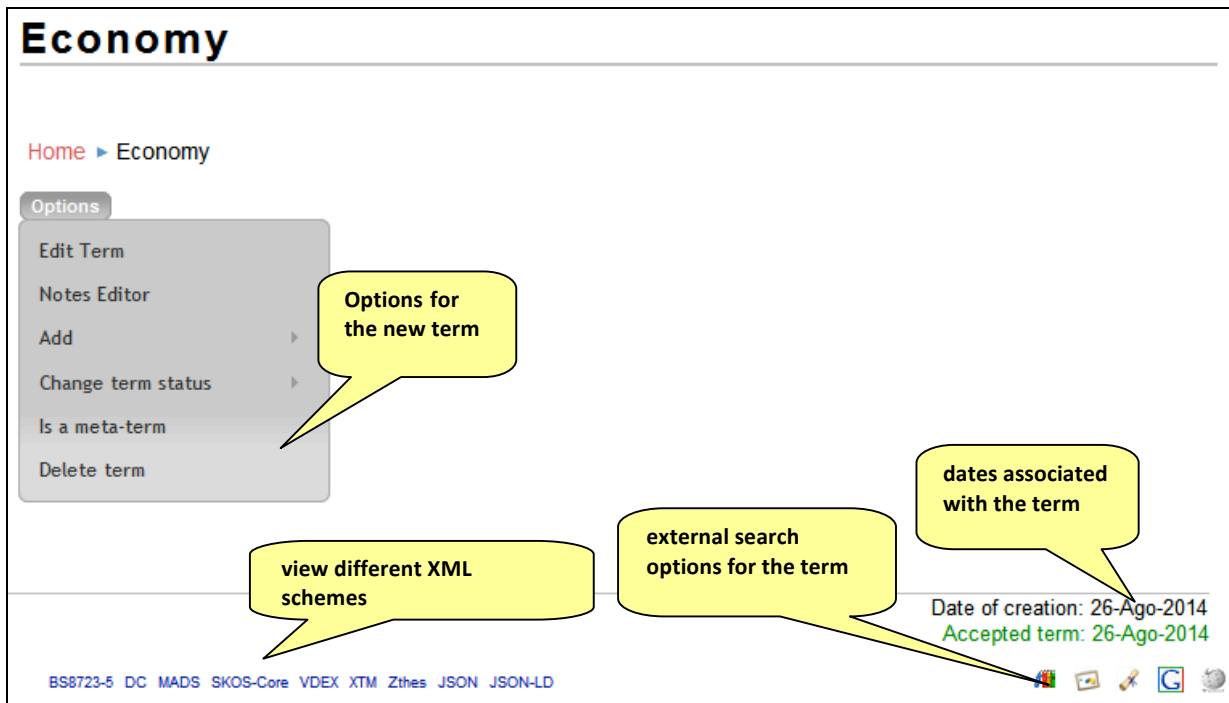 Economy
Home ► Economy
Options
Edit Term
Notes Editor
Add
Change term status
Is a meta-term
Delete term
Options for
the new term
dates associated
with the term
external search
options for the term
view different XML
schemes
Date of creation: 26-Ago-2014
Accepted term: 26-Ago-2014
BS8723-5 DC MADS SKOS-Core VDEX XTM Zthes JSON JSON-LD
G